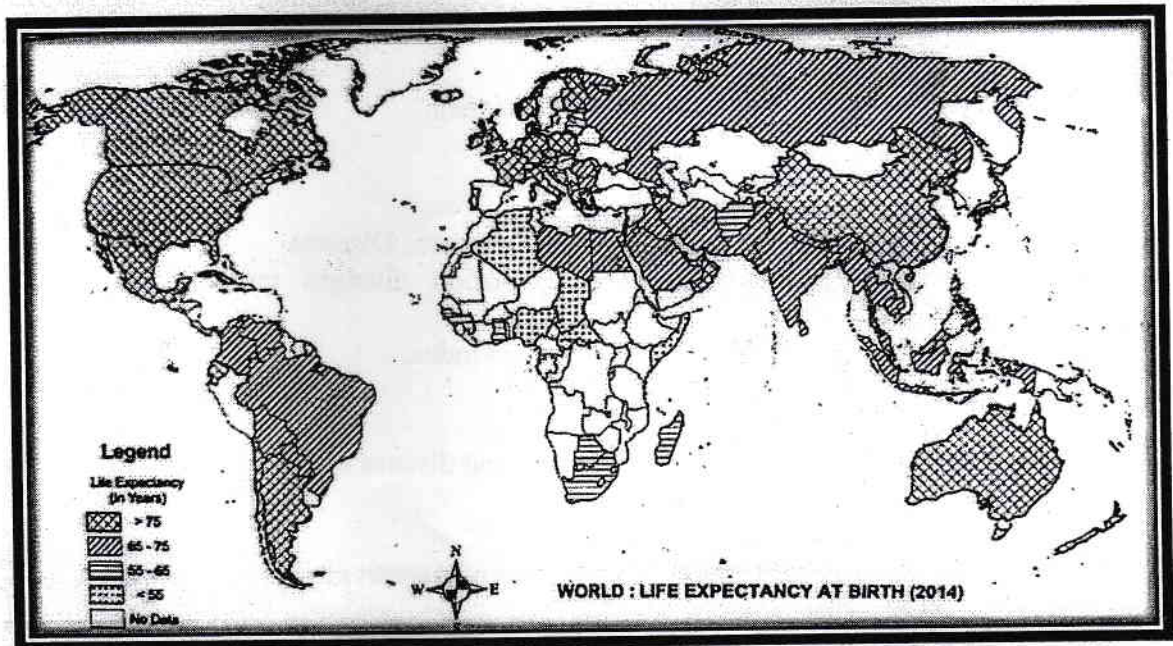 Legend
Life Expectancy
(in Years)
> 75
65 - 75
55 - 65
< 55
No Data
N
W E
S
WORLD : LIFE EXPECTANCY AT BIRTH (2014)